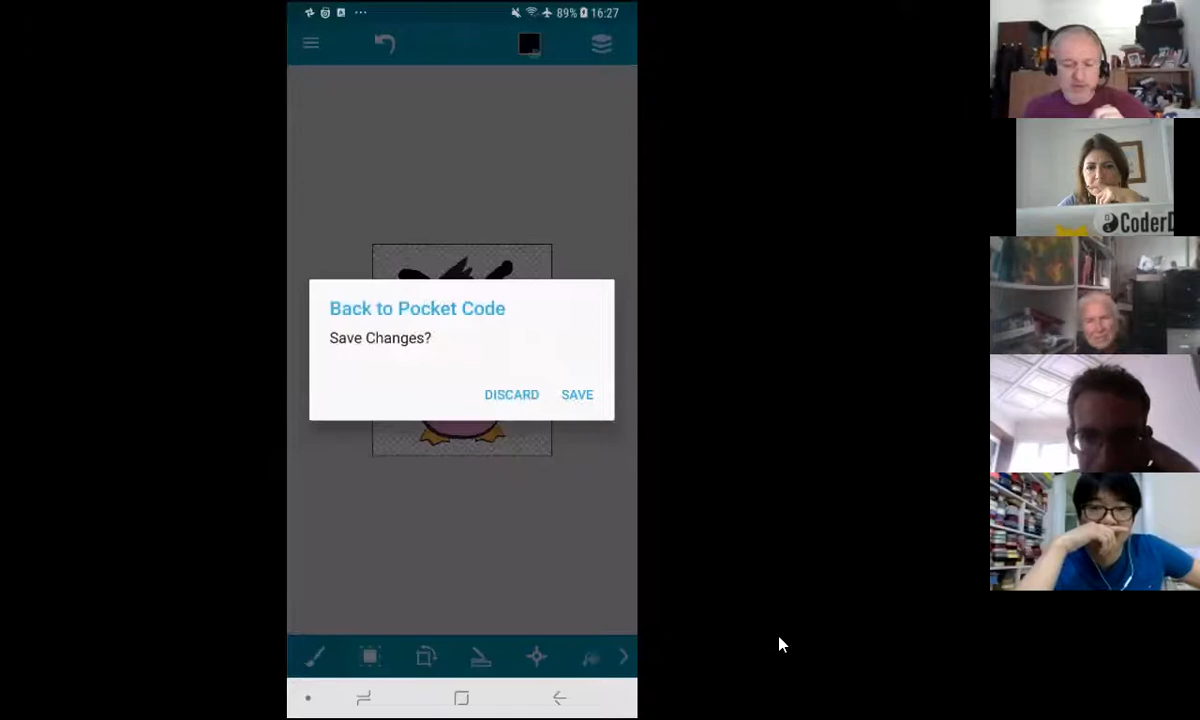 89% 16:27
Back to Pocket Code
Save Changes?
DISCARD SAVE
CoderD